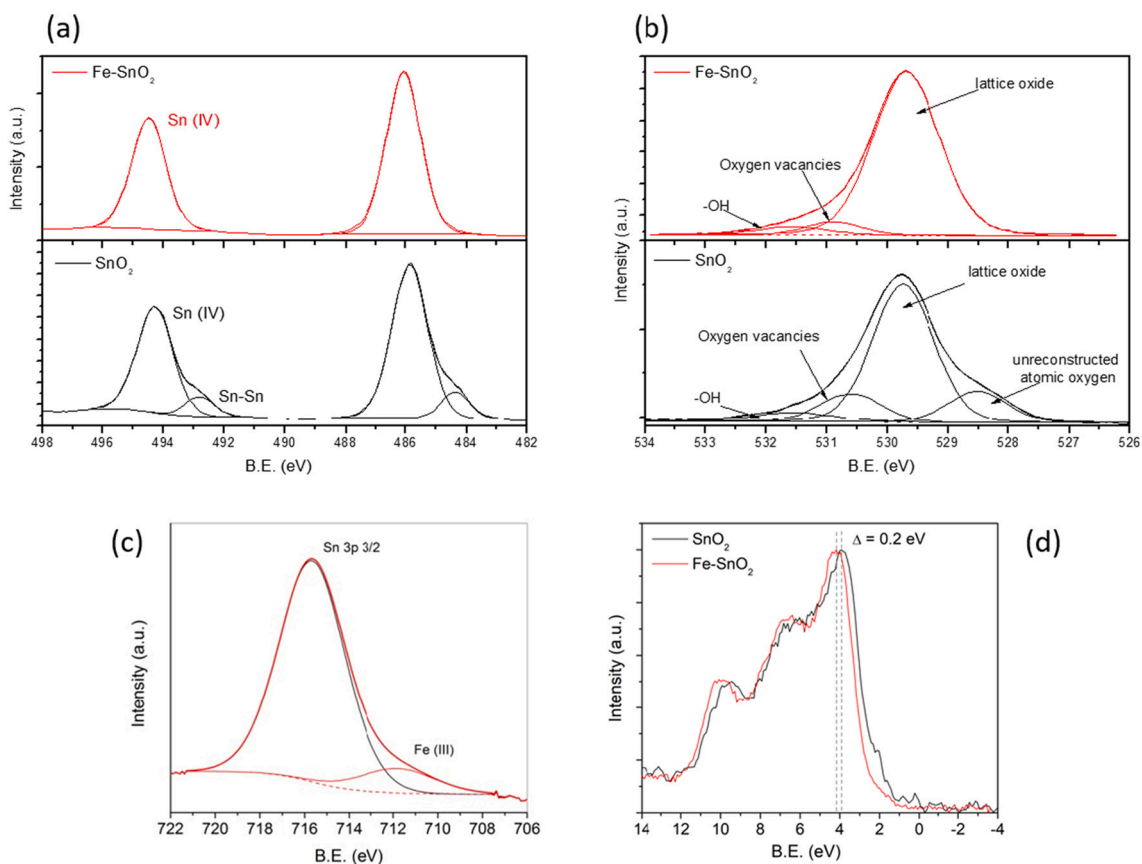 (a)
Fe-SnO2
Sn (IV)
Intensity (a.u.)
SnO2
Sn (IV)
Sn-Sn
498 496 494 492 490 488 486 484 482
B.E. (eV)
(b)
Fe-SnO2
lattice oxide
Oxygen vacancies
-OH
Intensity (a.u.)
SnO2
lattice oxide
Oxygen vacancies
unreconstructed
atomic oxygen
-OH
534 533 532 531 530 529 528 527 526
B.E. (eV)
(c)
Sn 3p 3/2
Intensity (a.u.)
Fe (III)
722 720 718 716 714 712 710 708 706
B.E. (eV)
(d)
SnO2
Fe-SnO2
Δ = 0.2 eV
Intensity (a.u.)
14 12 10 8 6 4 2 0 -2 -4
B.E. (eV)